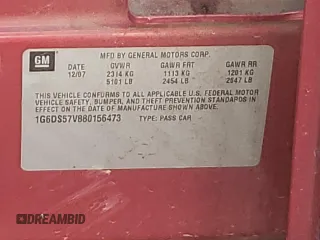 GM
MFD BY GENERAL MOTORS CORP
DATE GVWR GAWR FRT GAWR RR
12/07 2314 KG 1113 KG 1201 KG
5101 LB 2454 LB 2647 LB
THIS VEHICLE CONFORMS TO ALL APPLICABLE U.S. FEDERAL MOTOR
VEHICLE SAFETY, BUMPER, AND THEFT PREVENTION STANDARDS IN
EFFECT ON THE DATE OF MANUFACTURE SHOWN ABOVE.
1G6DS57V880156473 TYPE: PASS CAR
DREAMBID